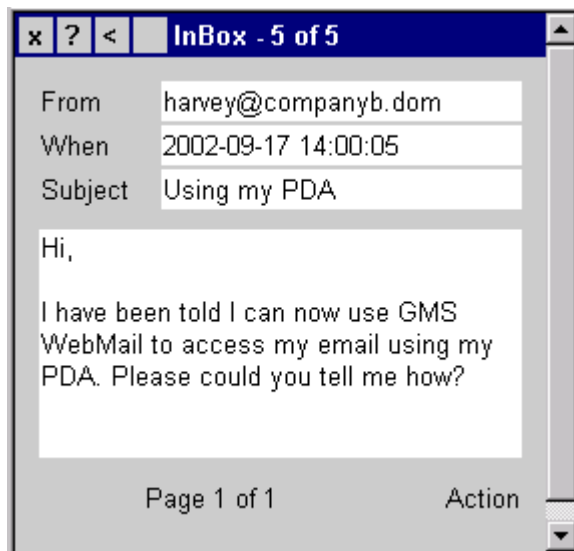 x ? < InBox - 5 of 5
From harvey@companyb.dom
When 2002-09-17 14:00:05
Subject Using my PDA
Hi,
I have been told I can now use GMS
WebMail to access my email using my
PDA. Please could you tell me how?
Page 1 of 1 Action